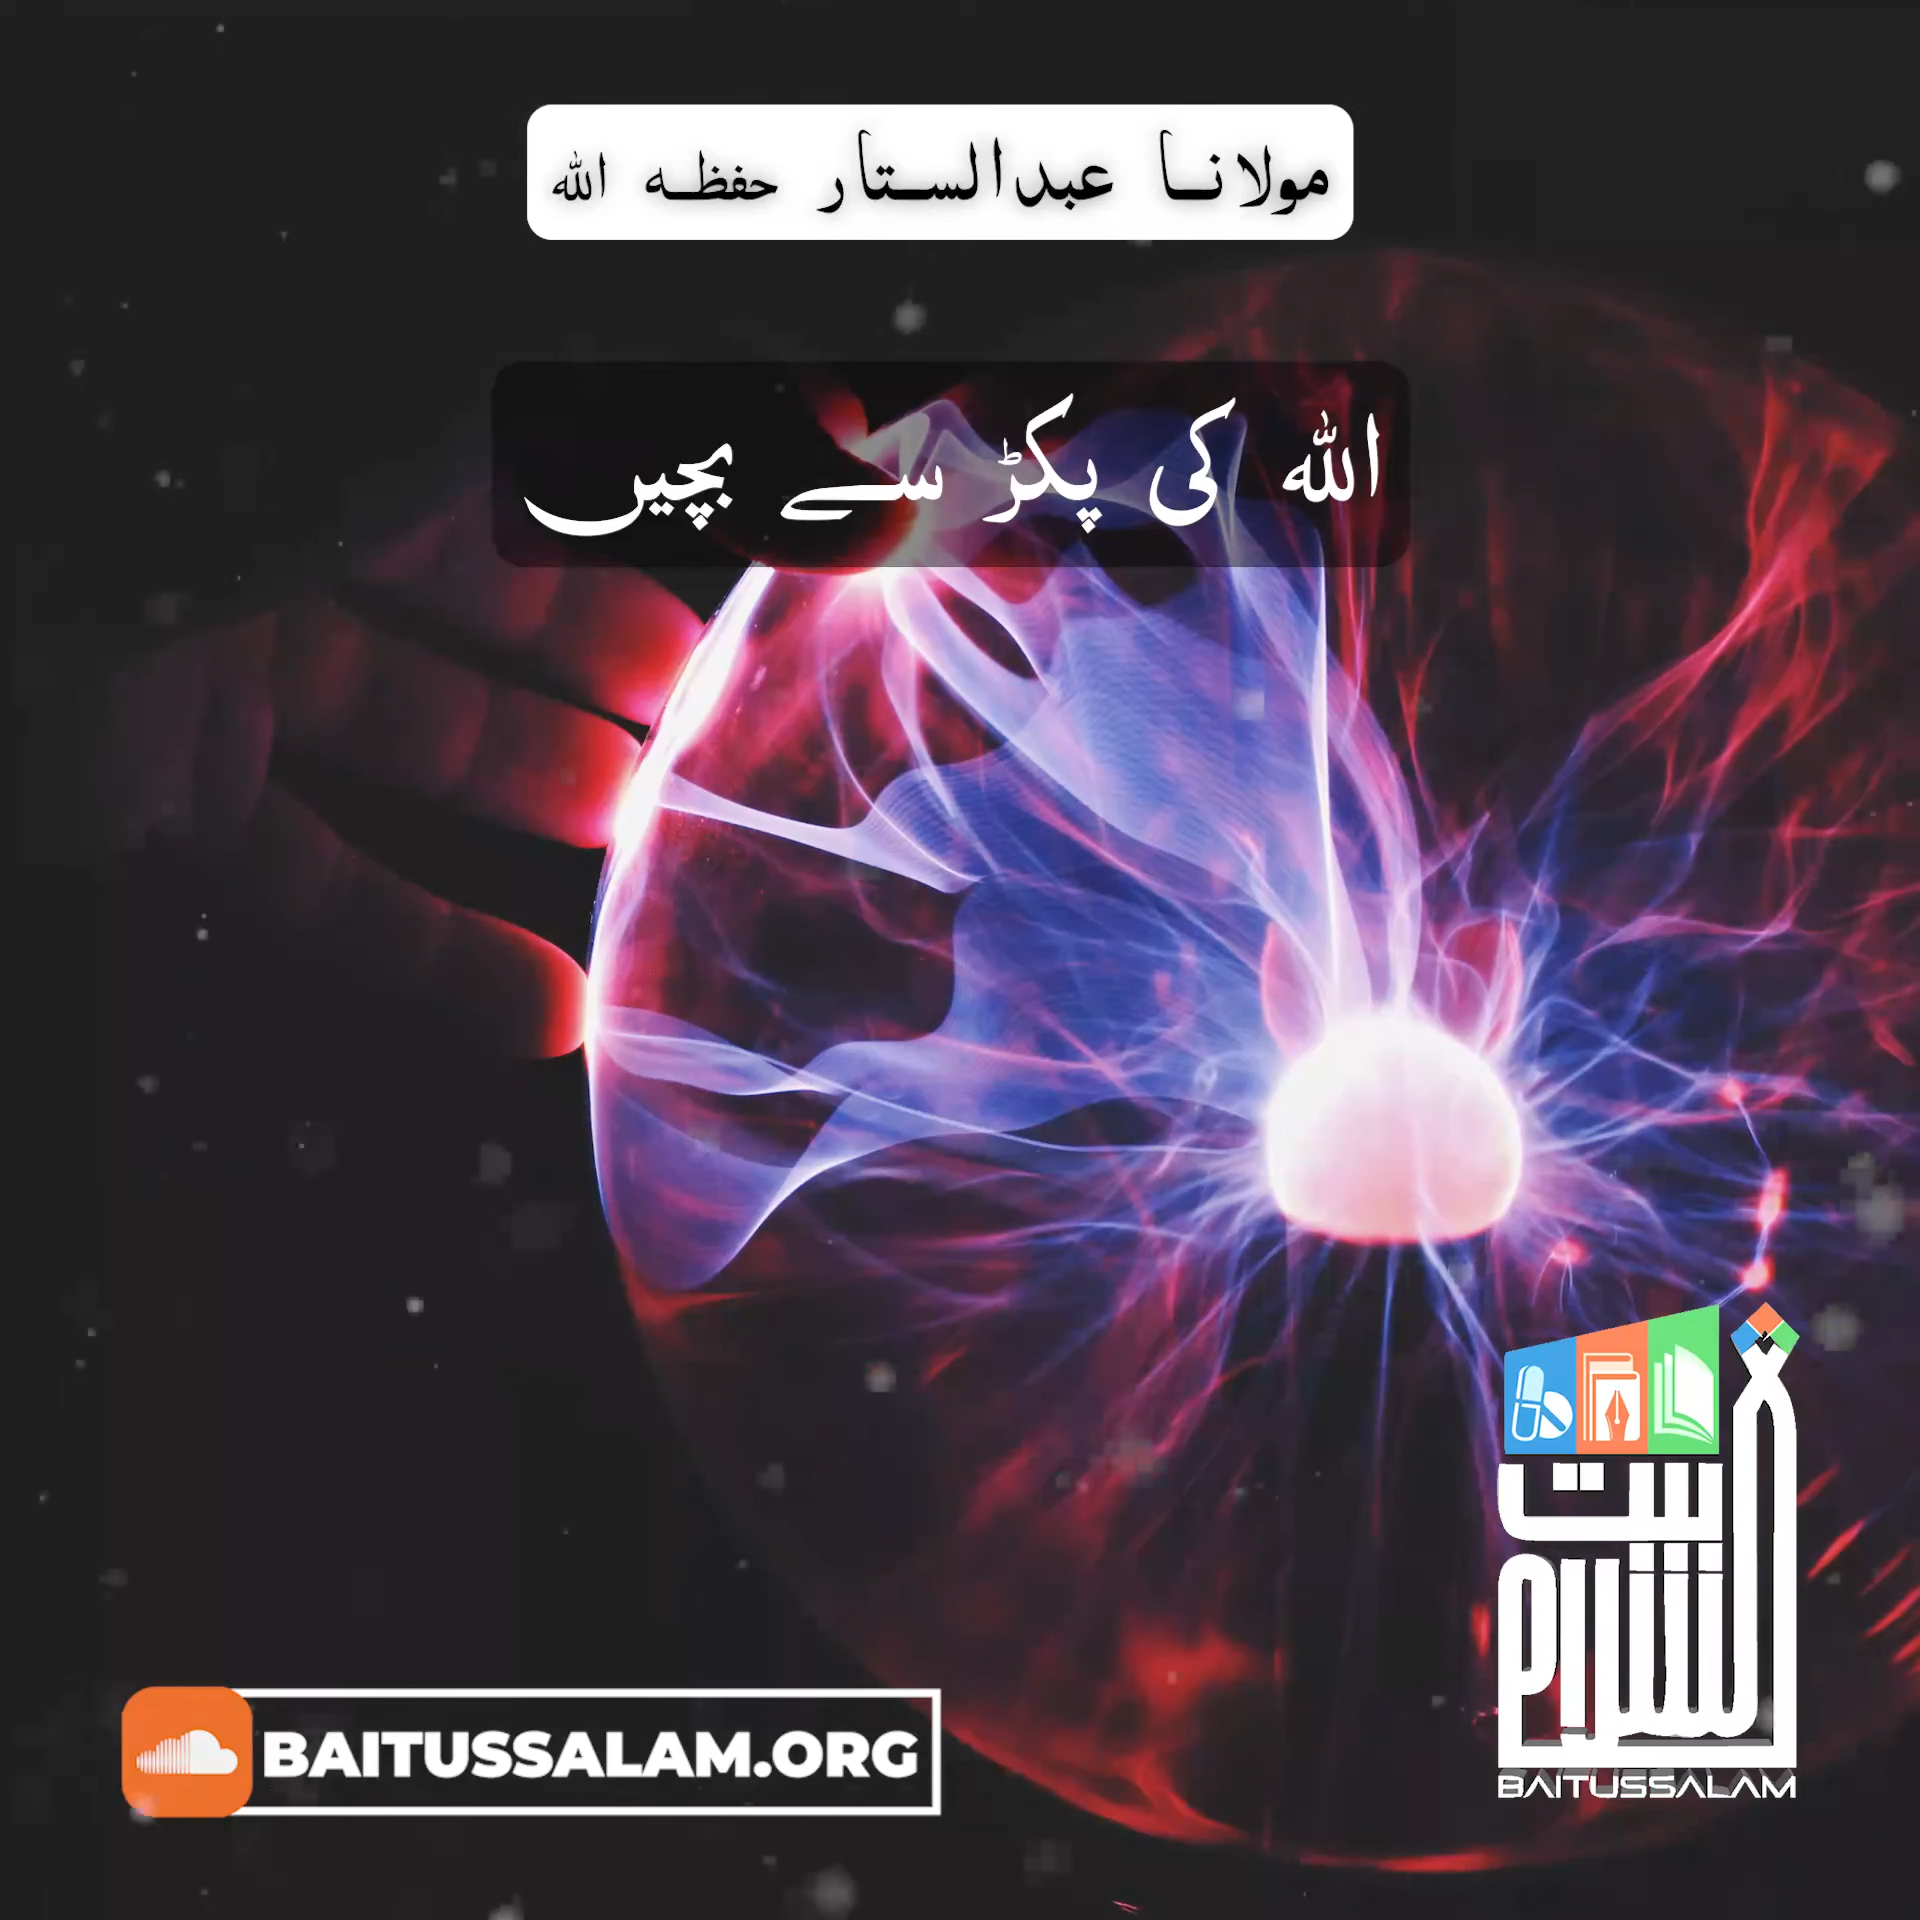 مولانا عبدالستار حفظہ اللہ
اللہ کی پکڑ سے بچیں
بیت السلام
BAITUSSALAM
BAITUSSALAM.ORG